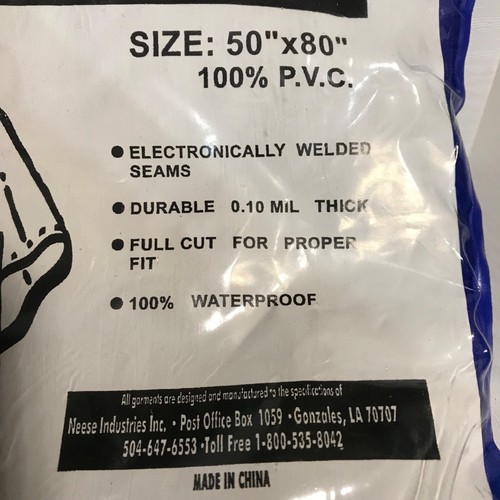 SIZE: 50"x80"
100% P.V.C.
● ELECTRONICALLY WELDED
SEAMS
● DURABLE 0.10 MIL THICK
● FULL CUT FOR PROPER
FIT
● 100% WATERPROOF
All garments are designed and manufactured to the specifications of
Neese Industries Inc. • Post Office Box 1059 • Gonzales, LA 70707
504-647-6553 • Toll Free 1-800-535-8042
MADE IN CHINA